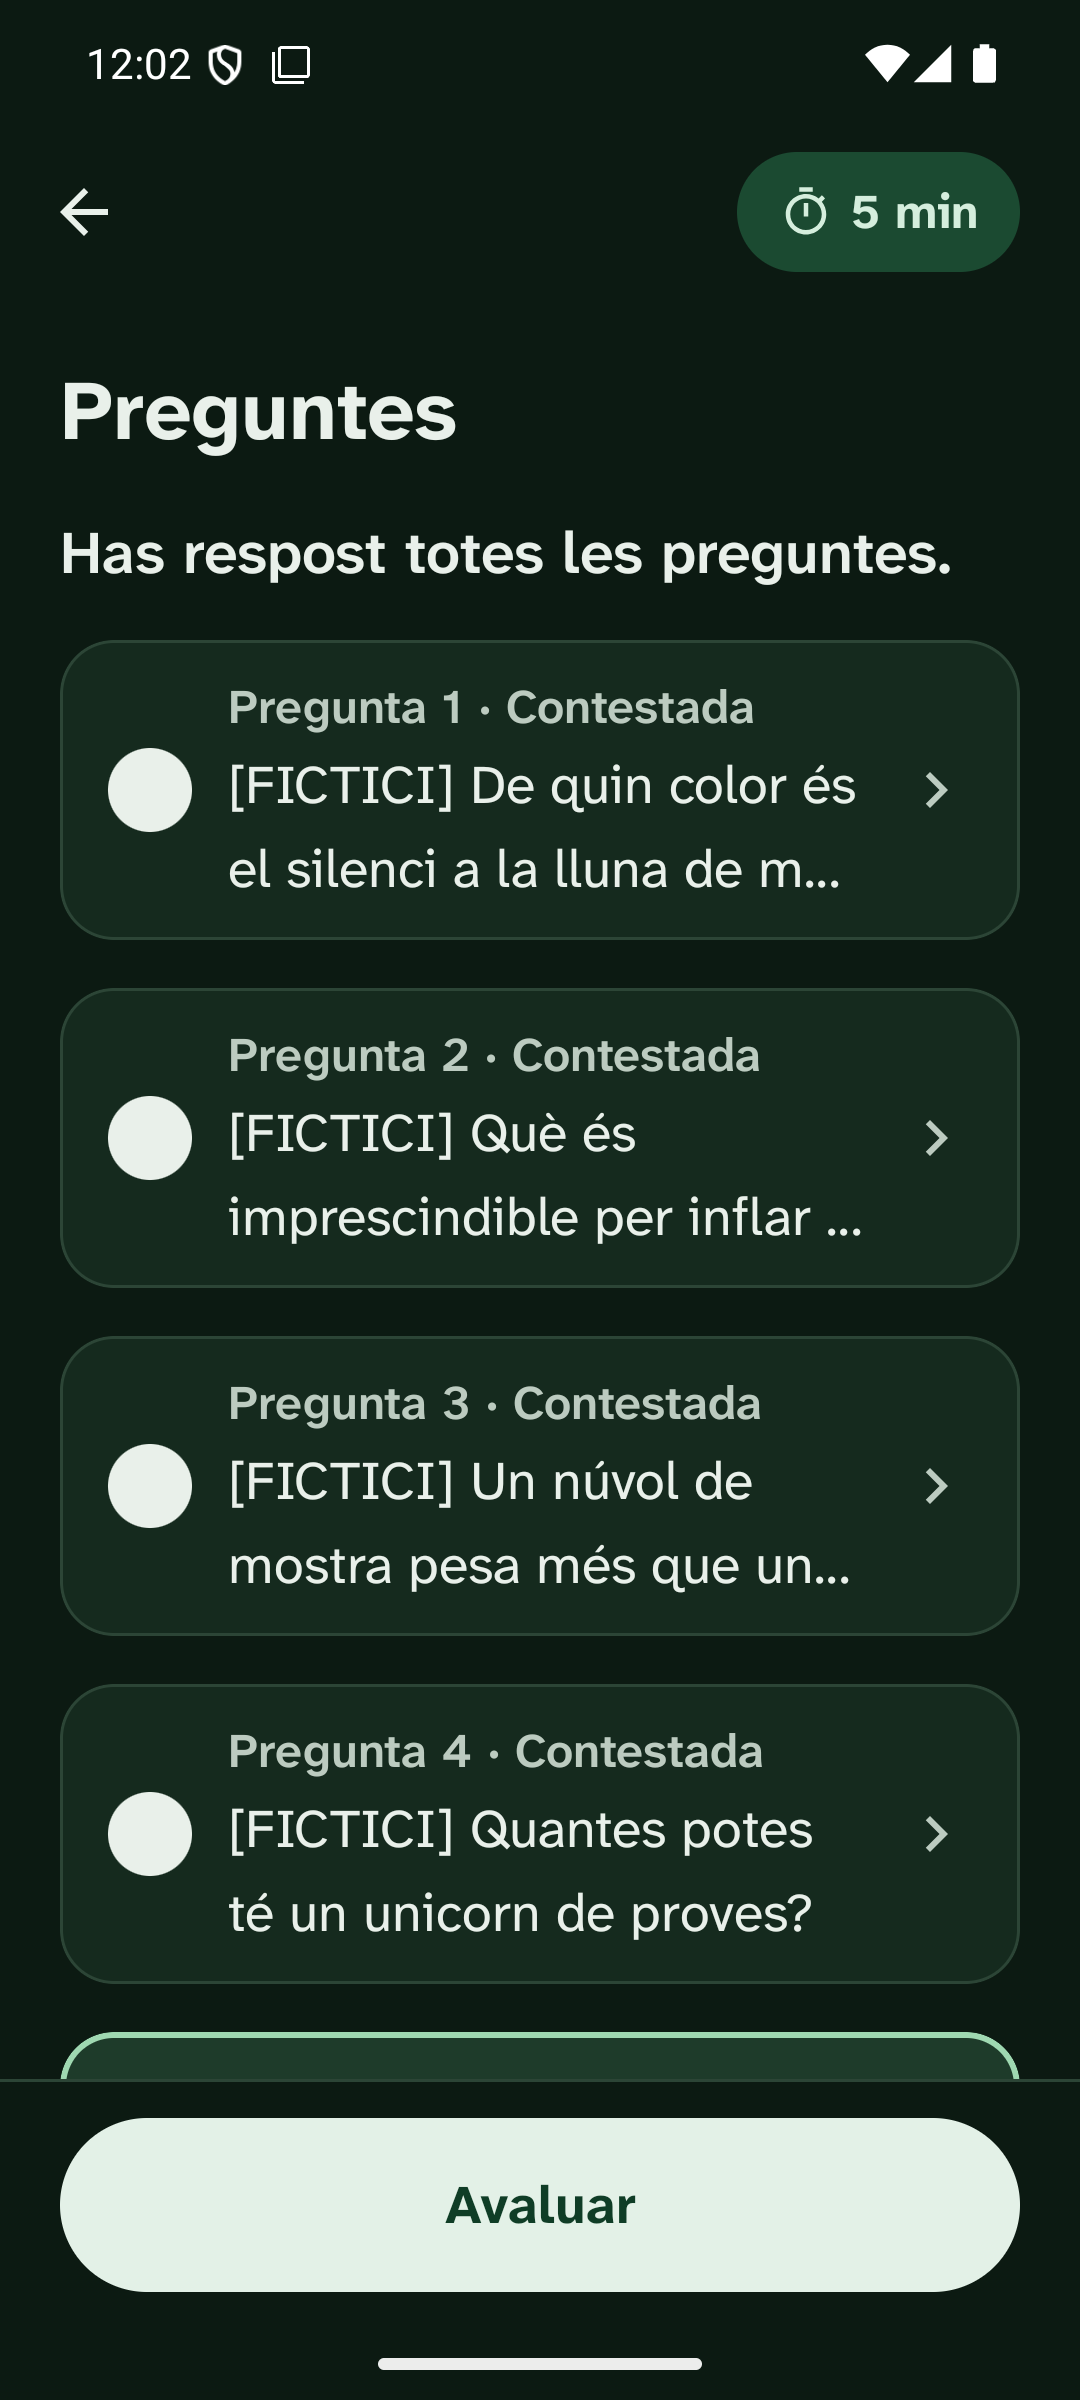 12:02
5 min
Preguntes
Has respost totes les preguntes.
Pregunta 1 · Contestada
[FICTICI] De quin color és
el silenci a la lluna de m...
Pregunta 2 · Contestada
[FICTICI] Què és
imprescindible per inflar ...
Pregunta 3 · Contestada
[FICTICI] Un núvol de
mostra pesa més que un...
Pregunta 4 · Contestada
[FICTICI] Quantes potes
té un unicorn de proves?
Avaluar